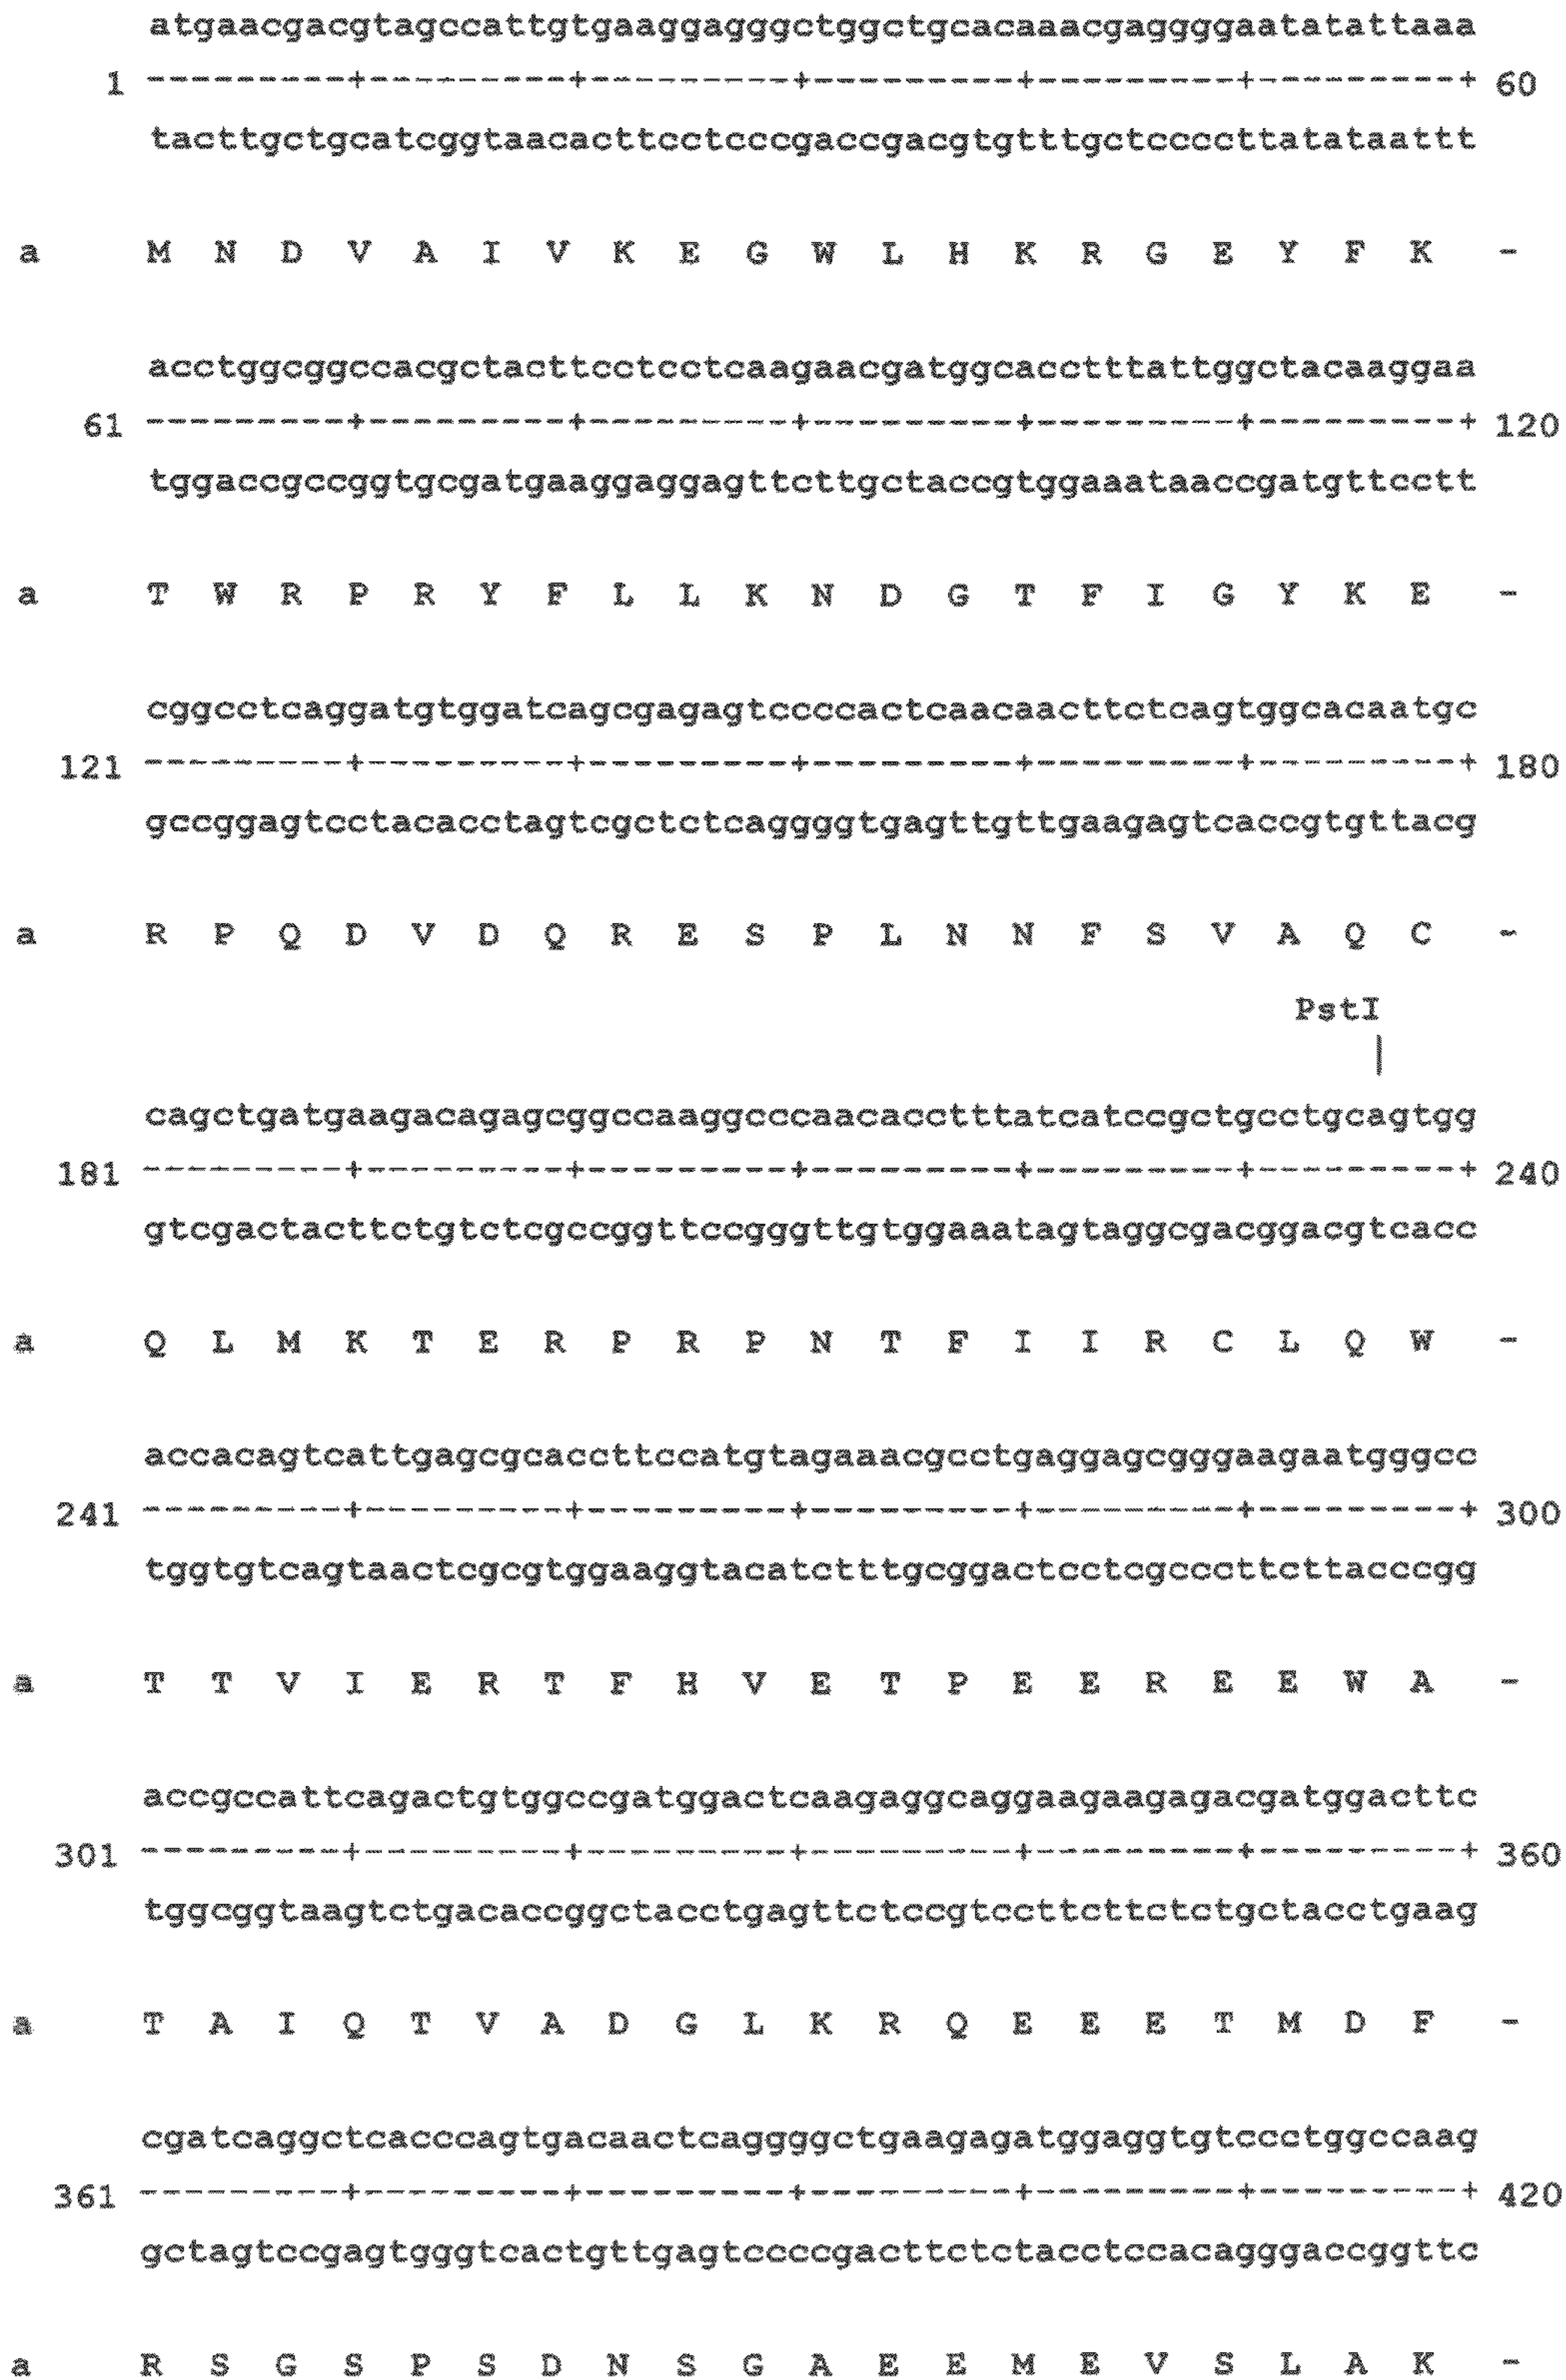 atgaacgacgtagccattgtgaaggagggctggctgcacaaacgaggggaatatattaaa
1 ---------+---------+---------+---------+---------+---------+ 60
tacttgctgcatcggtaacacttcctcccgaccgacgtgtttgctccccttatataattt
a M N D V A I V K E G W L H K R G E Y F K -
acctggcggccacgctacttcctcctcaagaacgatggcacctttattggctacaaggaa
61 ---------+---------+---------+---------+---------+---------+ 120
tggaccgccggtgcgatgaaggaggagttcttgctaccgtggaaataaccgatgttcctt
a T W R P R Y F L L K N D G T F I G Y K E -
cggcctcaggatgtggatcagcgagagtccccactcaacaacttctcagtggcacaatgc
121 ---------+---------+---------+---------+---------+---------+ 180
gccggagtcctacacctagtcgctctcaggggtgagttgttgaagagtcaccgtgttacg
a R P Q D V D Q R E S P L N N F S V A Q C -
PstI
|
cagctgatgaagacagagcggccaaggcccaacacctttatcatccgctgcctgcagtgg
181 ---------+---------+---------+---------+---------+---------+ 240
gtcgactacttctgtctcgccggttccgggttgtggaaatagtaggcgacggacgtcacc
a Q L M K T E R P R P N T F I I R C L Q W -
accacagtcattgagcgcaccttccatgtagaaacgcctgaggagcgggaagaatgggcc
241 ---------+---------+---------+---------+---------+---------+ 300
tggtgtcagtaactcgcgtggaaggtacatctttgcggactcctcgcccttcttacccgg
a T T V I E R T F H V E T P E E R E E W A -
accgccattcagactgtggccgatggactcaagaggcaggaagaagagacgatggacttc
301 ---------+---------+---------+---------+---------+---------+ 360
tggcggtaagtctgacaccggctacctgagttctccgtccttcttctctgctacctgaag
a T A I Q T V A D G L K R Q E E E T M D F -
cgatcaggctcacccagtgacaactcaggggctgaagagatggaggtgtccctggccaag
361 ---------+---------+---------+---------+---------+---------+ 420
gctagtccgagtgggtcactgttgagtccccgacttctctacctccacagggaccggttc
a R S G S P S D N S G A E E M E V S L A K -